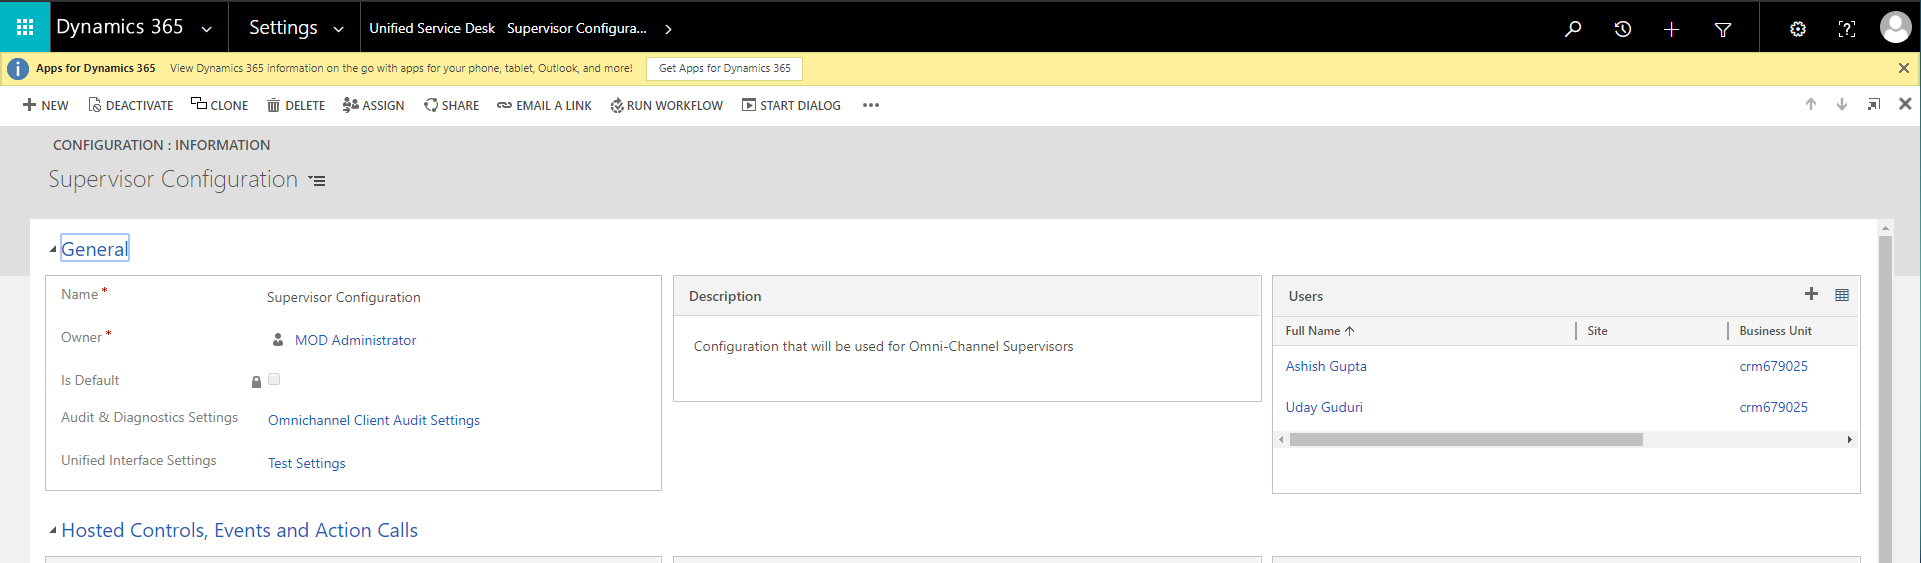 Dynamics 365 Settings Unified Service Desk Supervisor Configura...
Apps for Dynamics 365 View Dynamics 365 information on the go with apps for your phone, tablet, Outlook, and more! Get Apps for Dynamics 365
NEW DEACTIVATE CLONE DELETE ASSIGN SHARE EMAIL A LINK RUN WORKFLOW START DIALOG ...
CONFIGURATION : INFORMATION
Supervisor Configuration
General
Name *
Supervisor Configuration
Owner *
MOD Administrator
Is Default
Audit & Diagnostics Settings
Omnichannel Client Audit Settings
Unified Interface Settings
Test Settings
Description
Configuration that will be used for Omni-Channel Supervisors
Users
Full Name Site Business Unit
Ashish Gupta crm679025
Uday Guduri crm679025
Hosted Controls, Events and Action Calls